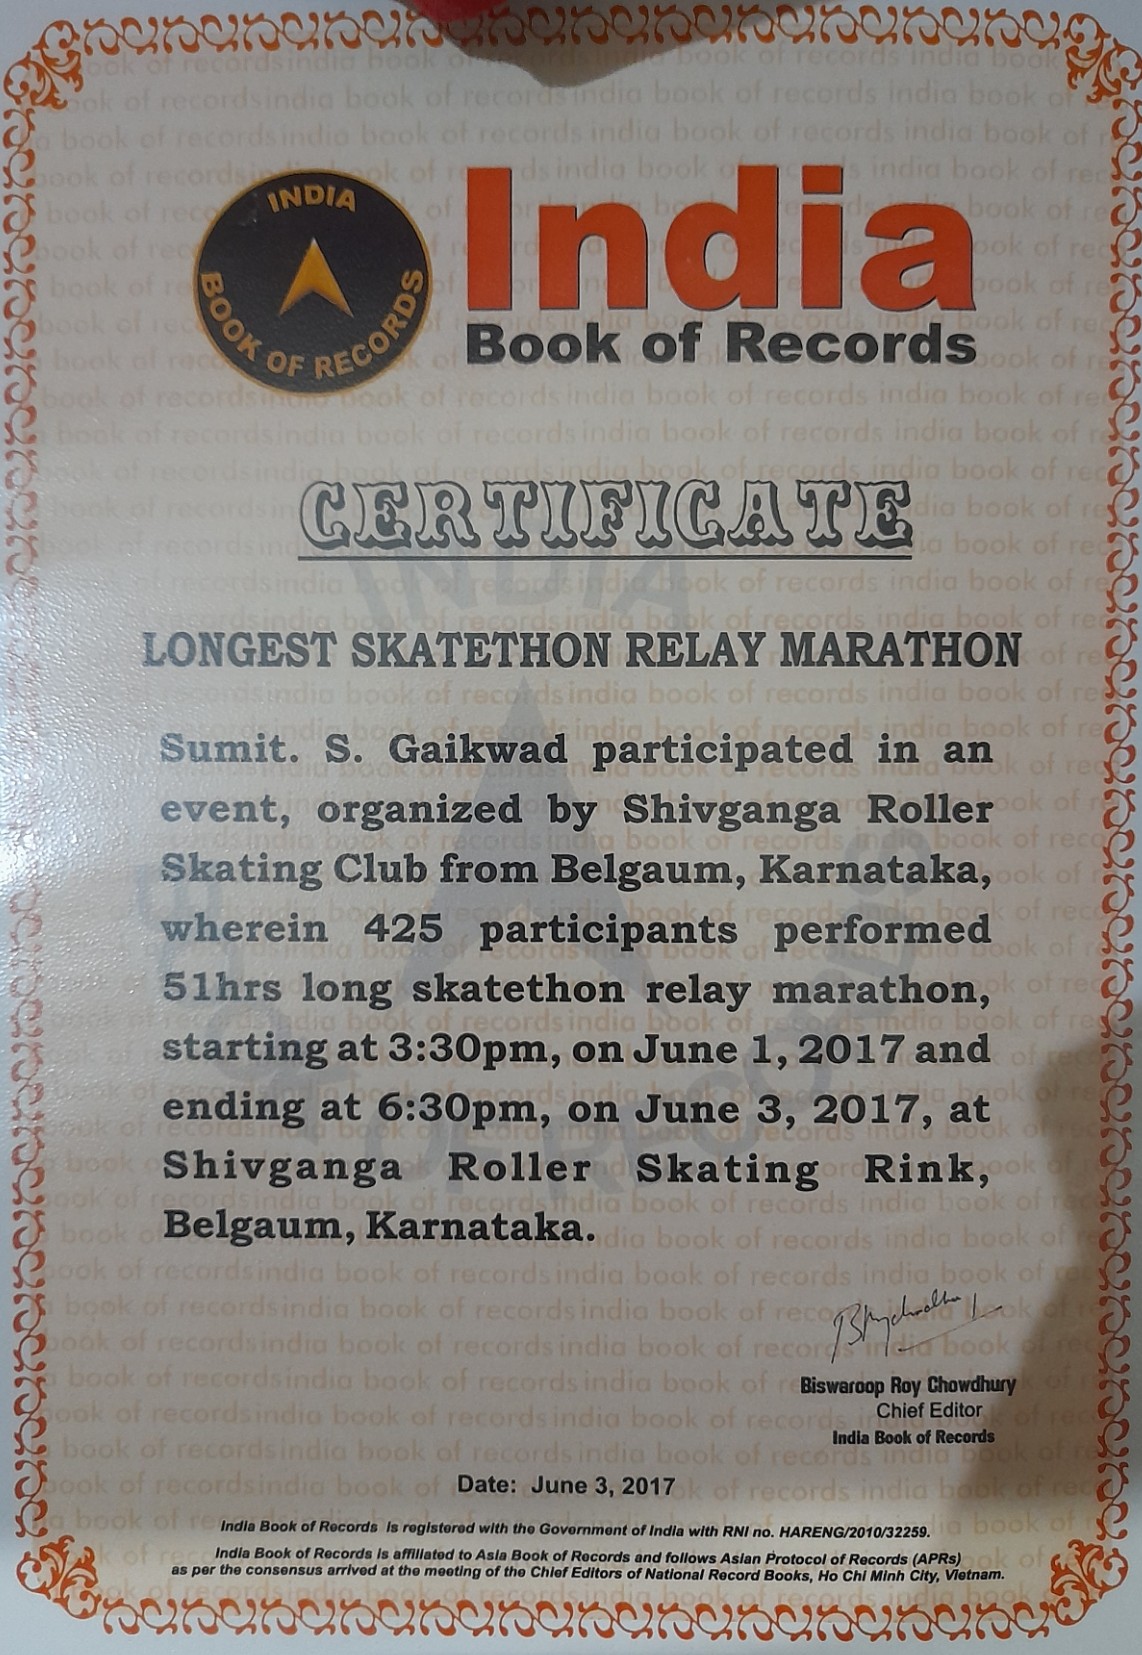 INDIA
BOOK OF RECORDS
India
Book of Records
CERTIFICATE
LONGEST SKATETHON RELAY MARATHON
Sumit. S. Gaikwad participated in an
event, organized by Shivganga Roller
Skating Club from Belgaum, Karnataka,
wherein 425 participants performed
51hrs long skatethon relay marathon,
starting at 3:30pm, on June 1, 2017 and
ending at 6:30pm, on June 3, 2017, at
Shivganga Roller Skating Rink,
Belgaum, Karnataka.
Biswaroop Roy Chowdhury
Chief Editor
India Book of Records
Date: June 3, 2017
India Book of Records is registered with the Government of India with RNI no. HARENG/2010/32259.
India Book of Records is affiliated to Asia Book of Records and follows Asian Protocol of Records (APRs)
as per the consensus arrived at the meeting of the Chief Editors of National Record Books, Ho Chi Minh City, Vietnam.